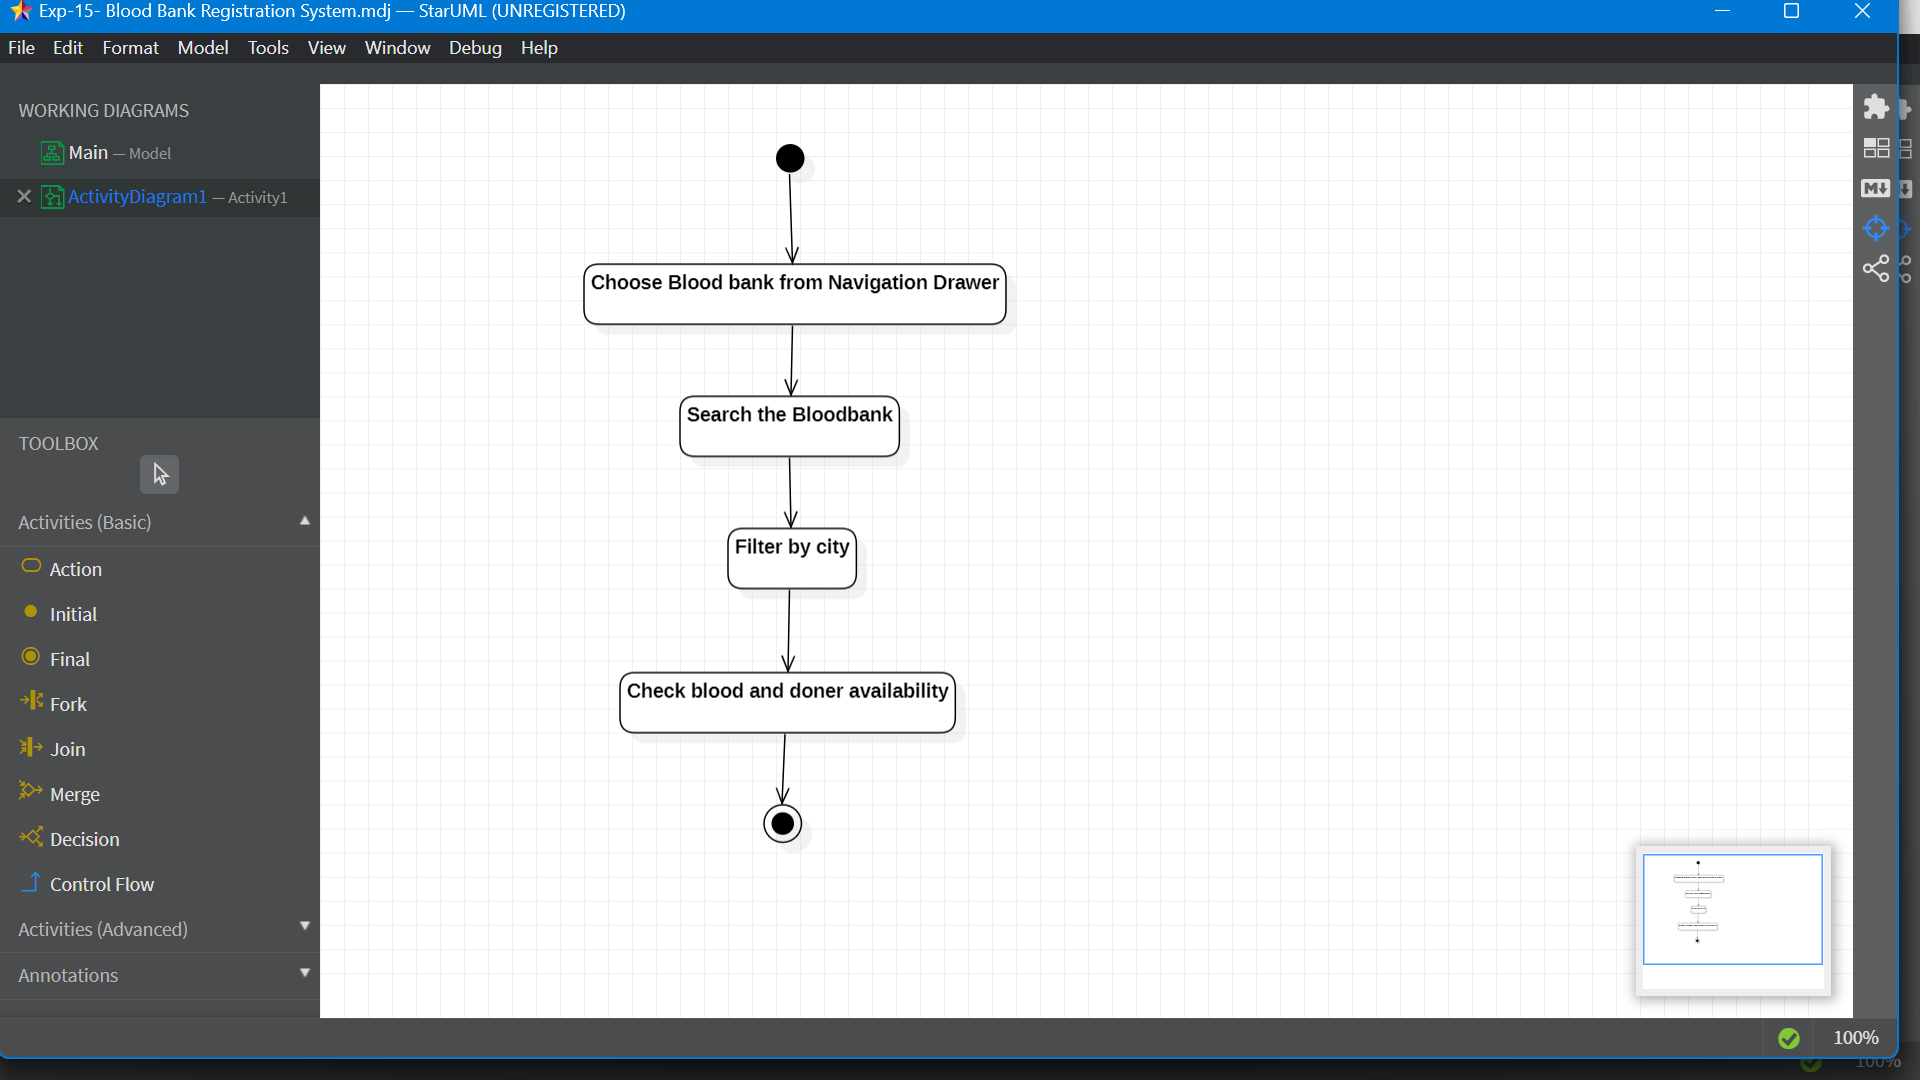 Exp-15- Blood Bank Registration System.mdj — StarUML (UNREGISTERED)
File Edit Format Model Tools View Window Debug Help
WORKING DIAGRAMS
Main — Model
ActivityDiagram1 — Activity1
TOOLBOX
Activities (Basic)
Action
Initial
Final
Fork
Join
Merge
Decision
Control Flow
Activities (Advanced)
Annotations
Choose Blood bank from Navigation Drawer
Search the Bloodbank
Filter by city
Check blood and doner availability
M
100%
100%